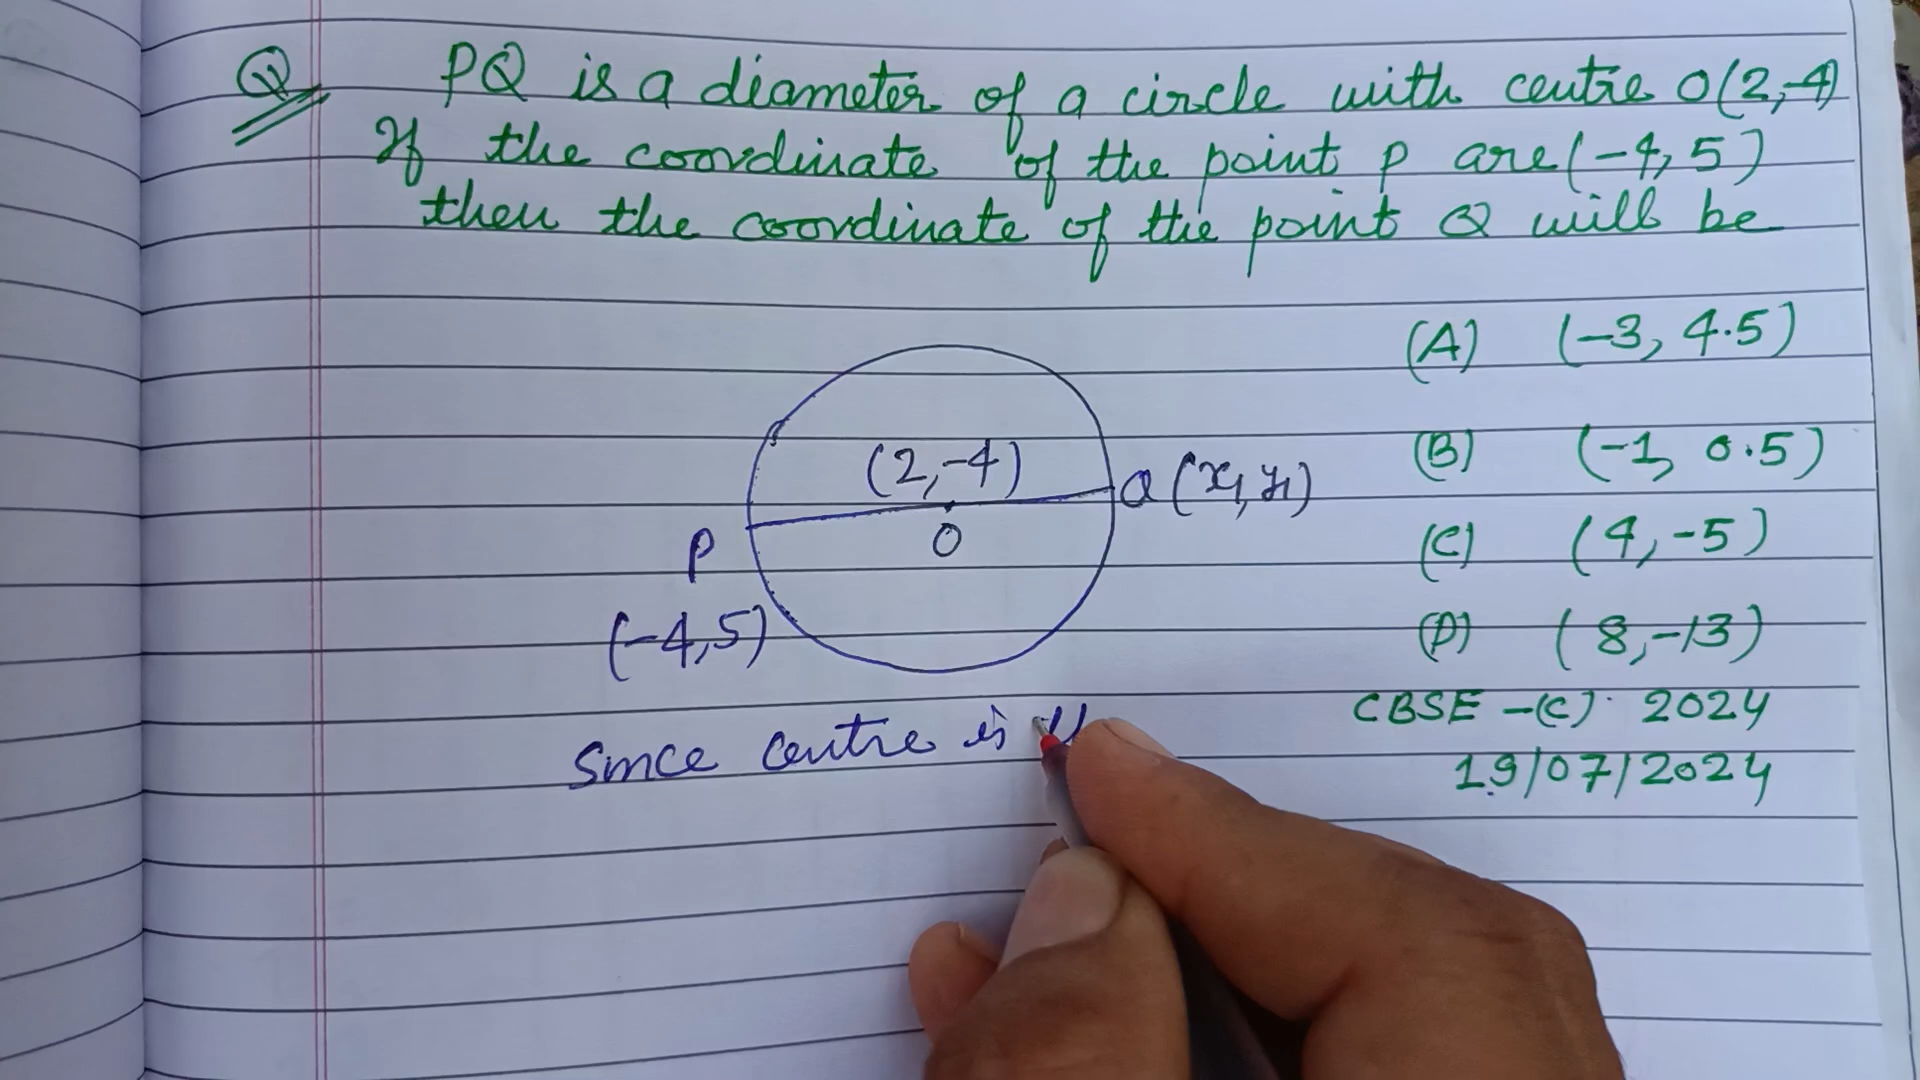 Q PQ is a diameter of a circle with centre O(2,-4)
If the coordinate of the point P are (-4,5)
then the coordinate of the point Q will be
(A) (-3, 4.5)
(B) (-1, 0.5)
(C) (4,-5)
(D) (8,-13)
CBSE -(C). 2024
19/07/2024
(2,-4)
Q(x1, y1)
O
P
(-4,5)
Since centre is